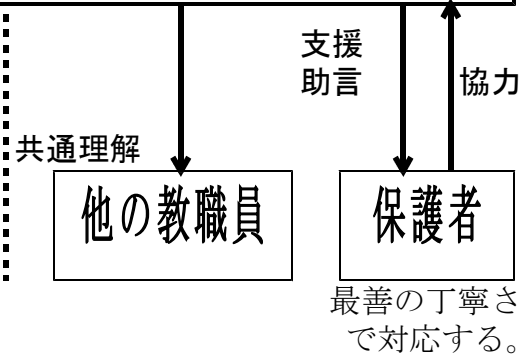 支援
助言
協力
共通理解
他の教職員
保護者
最善の丁寧さ
で対応する。